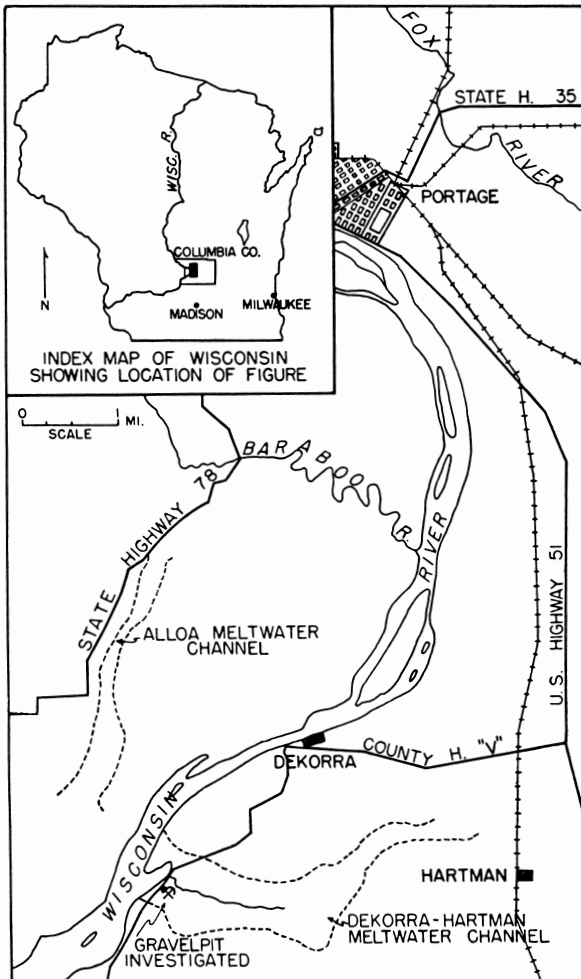 FOX
RIVER
STATE H. 35
PORTAGE
WISC. R.
COLUMBIA CO.
N
MADISON
MILWAUKEE
INDEX MAP OF WISCONSIN
SHOWING LOCATION OF FIGURE
0 1 MI.
SCALE
BARABOO R.
STATE HIGHWAY 78
RIVER
U.S. HIGHWAY 51
ALLOA MELTWATER
CHANNEL
DEKORRA
COUNTY H. "V"
WISCONSIN
HARTMAN
DEKORRA-HARTMAN
MELTWATER CHANNEL
GRAVELPIT
INVESTIGATED